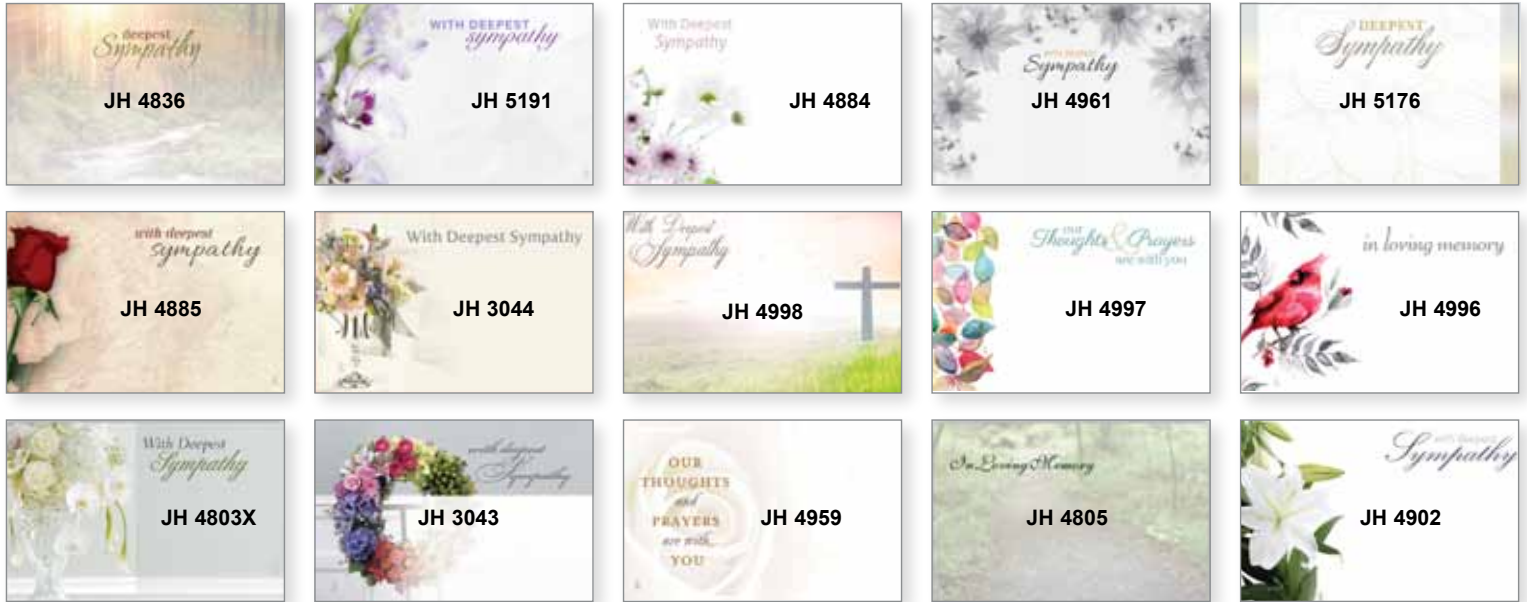 deepest
Sympathy
JH 4836
WITH DEEPEST
sympathy
JH 5191
With Deepest
Sympathy
JH 4884
WITH DEEPEST
Sympathy
JH 4961
DEEPEST
Sympathy
JH 5176
with deepest
sympathy
JH 4885
With Deepest Sympathy
JH 3044
With Deepest
Sympathy
JH 4998
our
Thoughts & Prayers
are with you
JH 4997
in loving memory
JH 4996
With Deepest
Sympathy
JH 4803X
with deepest
Sympathy
JH 3043
OUR
THOUGHTS
and
PRAYERS
are with
YOU
JH 4959
In Loving Memory
JH 4805
with deepest
Sympathy
JH 4902